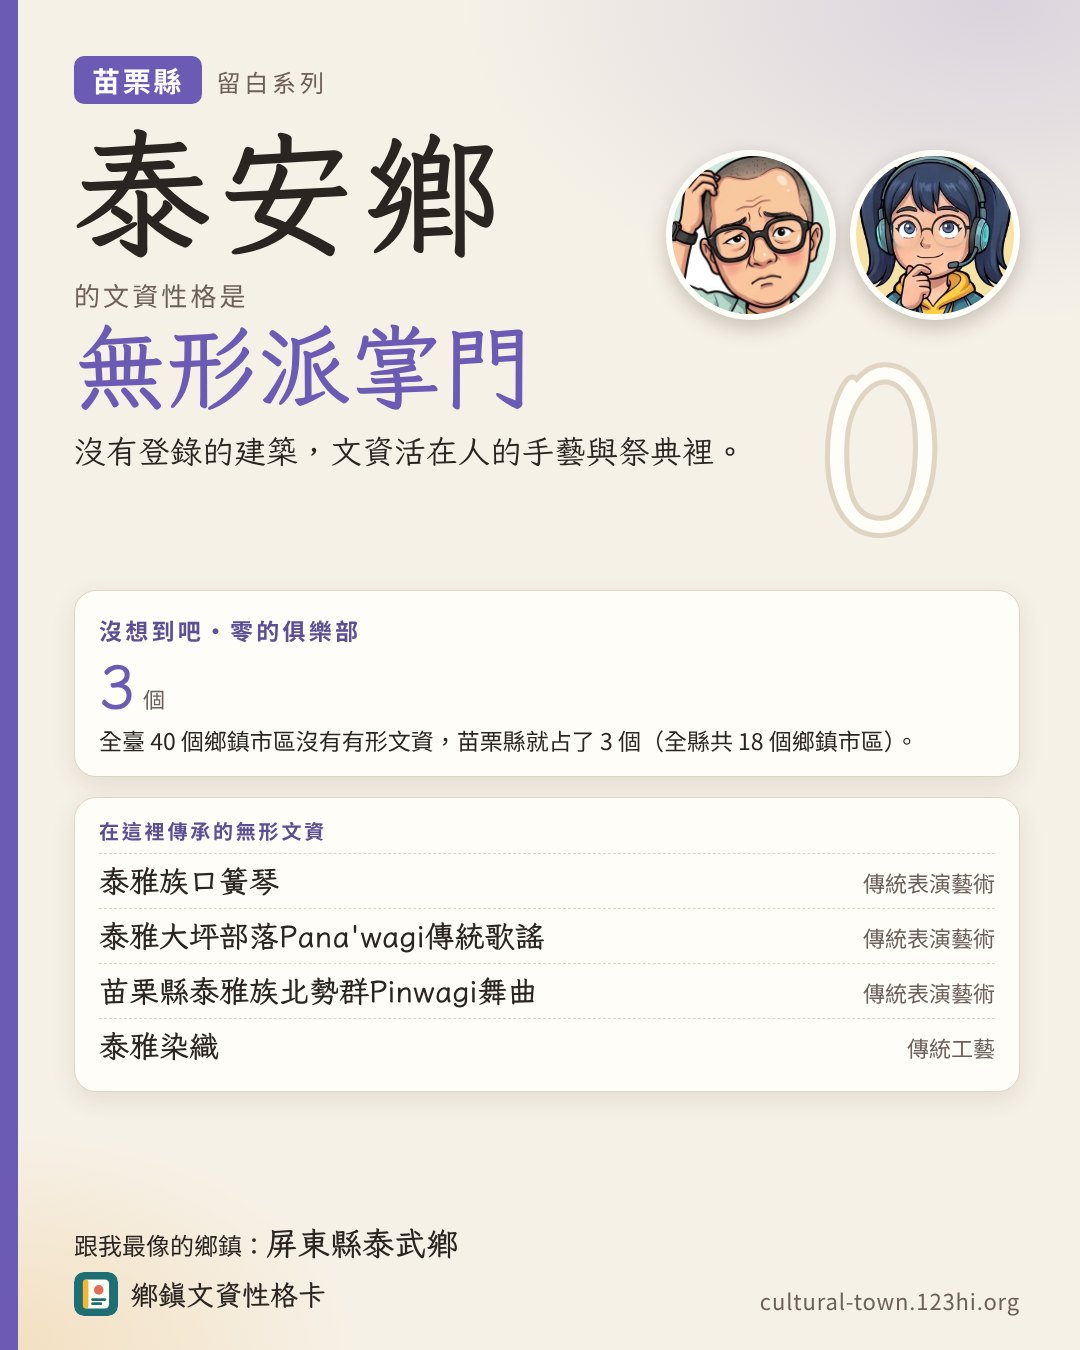 苗栗縣 留白系列
泰安鄉
的文資性格是
無形派掌門
沒有登錄的建築，文資活在人的手藝與祭典裡。
0
沒想到吧・零的俱樂部
3 個
全臺 40 個鄉鎮市區沒有有形文資，苗栗縣就占了 3 個（全縣共 18 個鄉鎮市區）。
在這裡傳承的無形文資
泰雅族口簧琴 傳統表演藝術
泰雅大坪部落Pana'wagi傳統歌謠 傳統表演藝術
苗栗縣泰雅族北勢群Pinwagi舞曲 傳統表演藝術
泰雅染織 傳統工藝
跟我最像的鄉鎮：屏東縣泰武鄉
鄉鎮文資性格卡
cultural-town.123hi.org